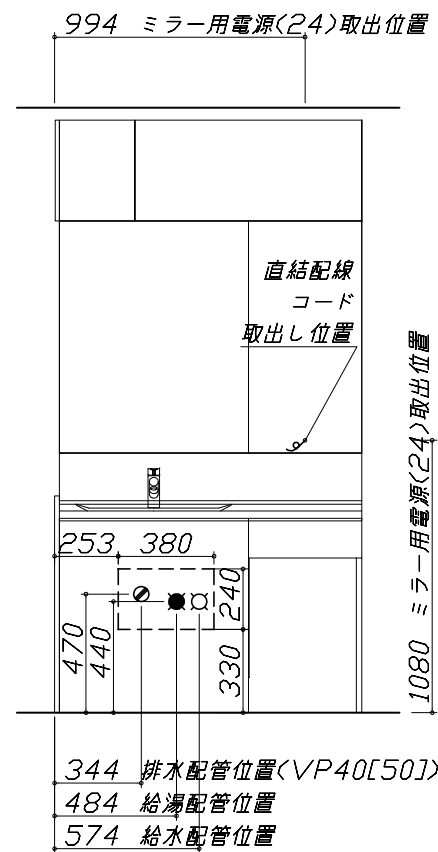 994 ミラー用電源(24)取出位置
直結配線
コード
取出し位置
1080 ミラー用電源(24)取出位置
253 380
240
330
470
440
344 排水配管位置(VP40[50])
484 給湯配管位置
574 給水配管位置